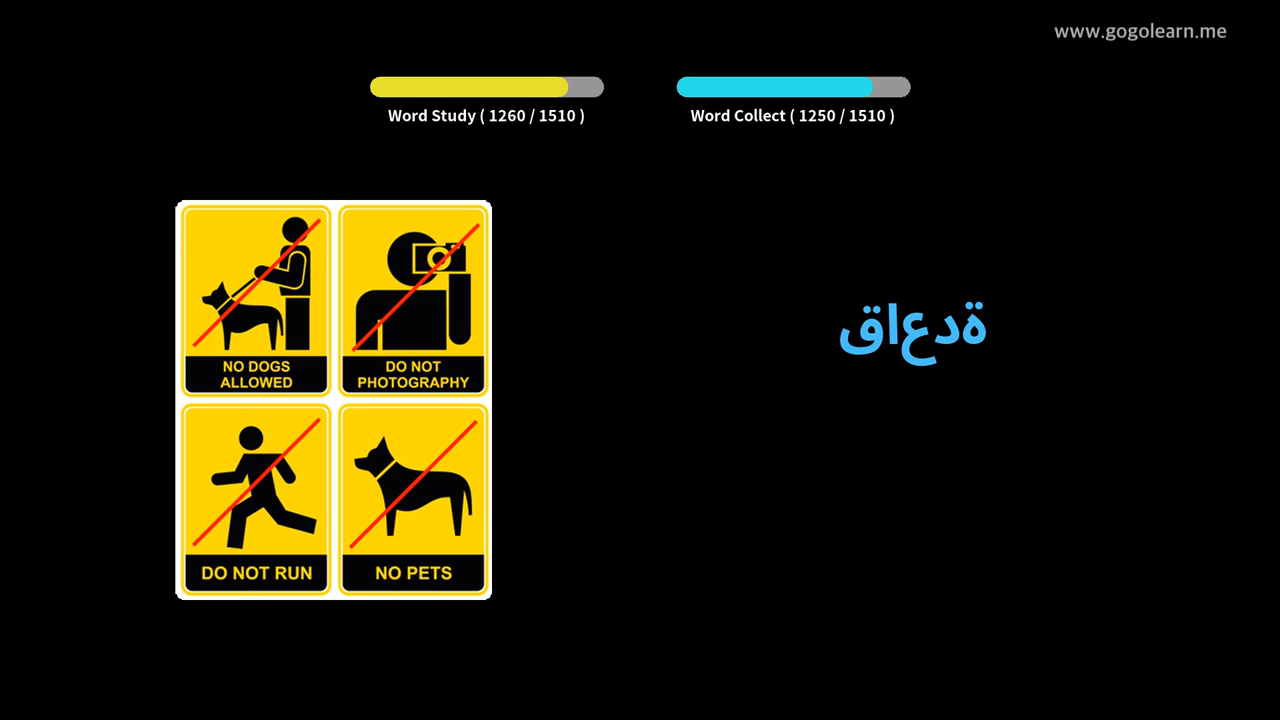 www.gogolearn.me
Word Study ( 1260 / 1510 )
Word Collect ( 1250 / 1510 )
NO DOGS
ALLOWED
DO NOT
PHOTOGRAPHY
DO NOT RUN
NO PETS
قاعدة